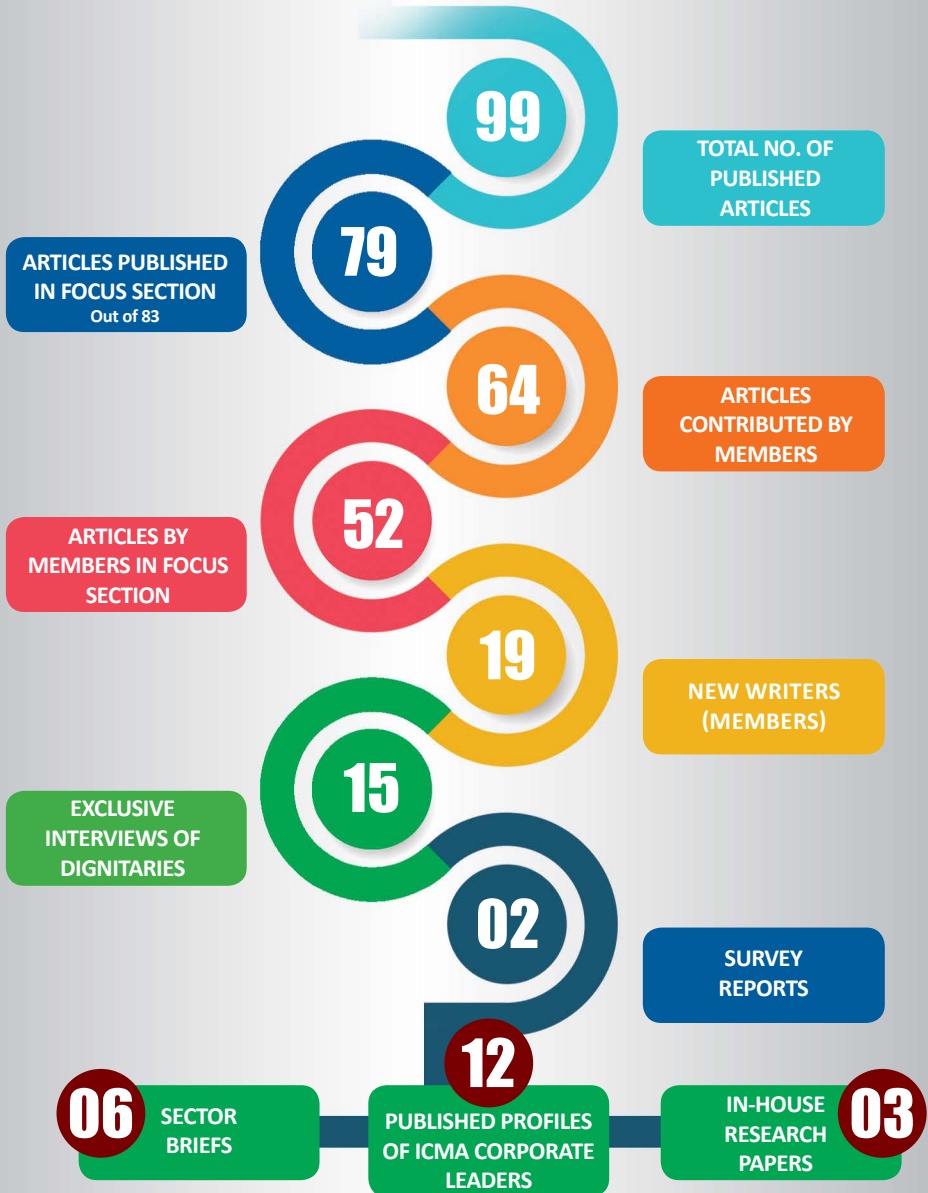 99
TOTAL NO. OF
PUBLISHED
ARTICLES
79
ARTICLES PUBLISHED
IN FOCUS SECTION
Out of 83
64
ARTICLES
CONTRIBUTED BY
MEMBERS
52
ARTICLES BY
MEMBERS IN FOCUS
SECTION
19
NEW WRITERS
(MEMBERS)
15
EXCLUSIVE
INTERVIEWS OF
DIGNITARIES
02
SURVEY
REPORTS
06
SECTOR
BRIEFS
12
PUBLISHED PROFILES
OF ICMA CORPORATE
LEADERS
03
IN-HOUSE
RESEARCH
PAPERS